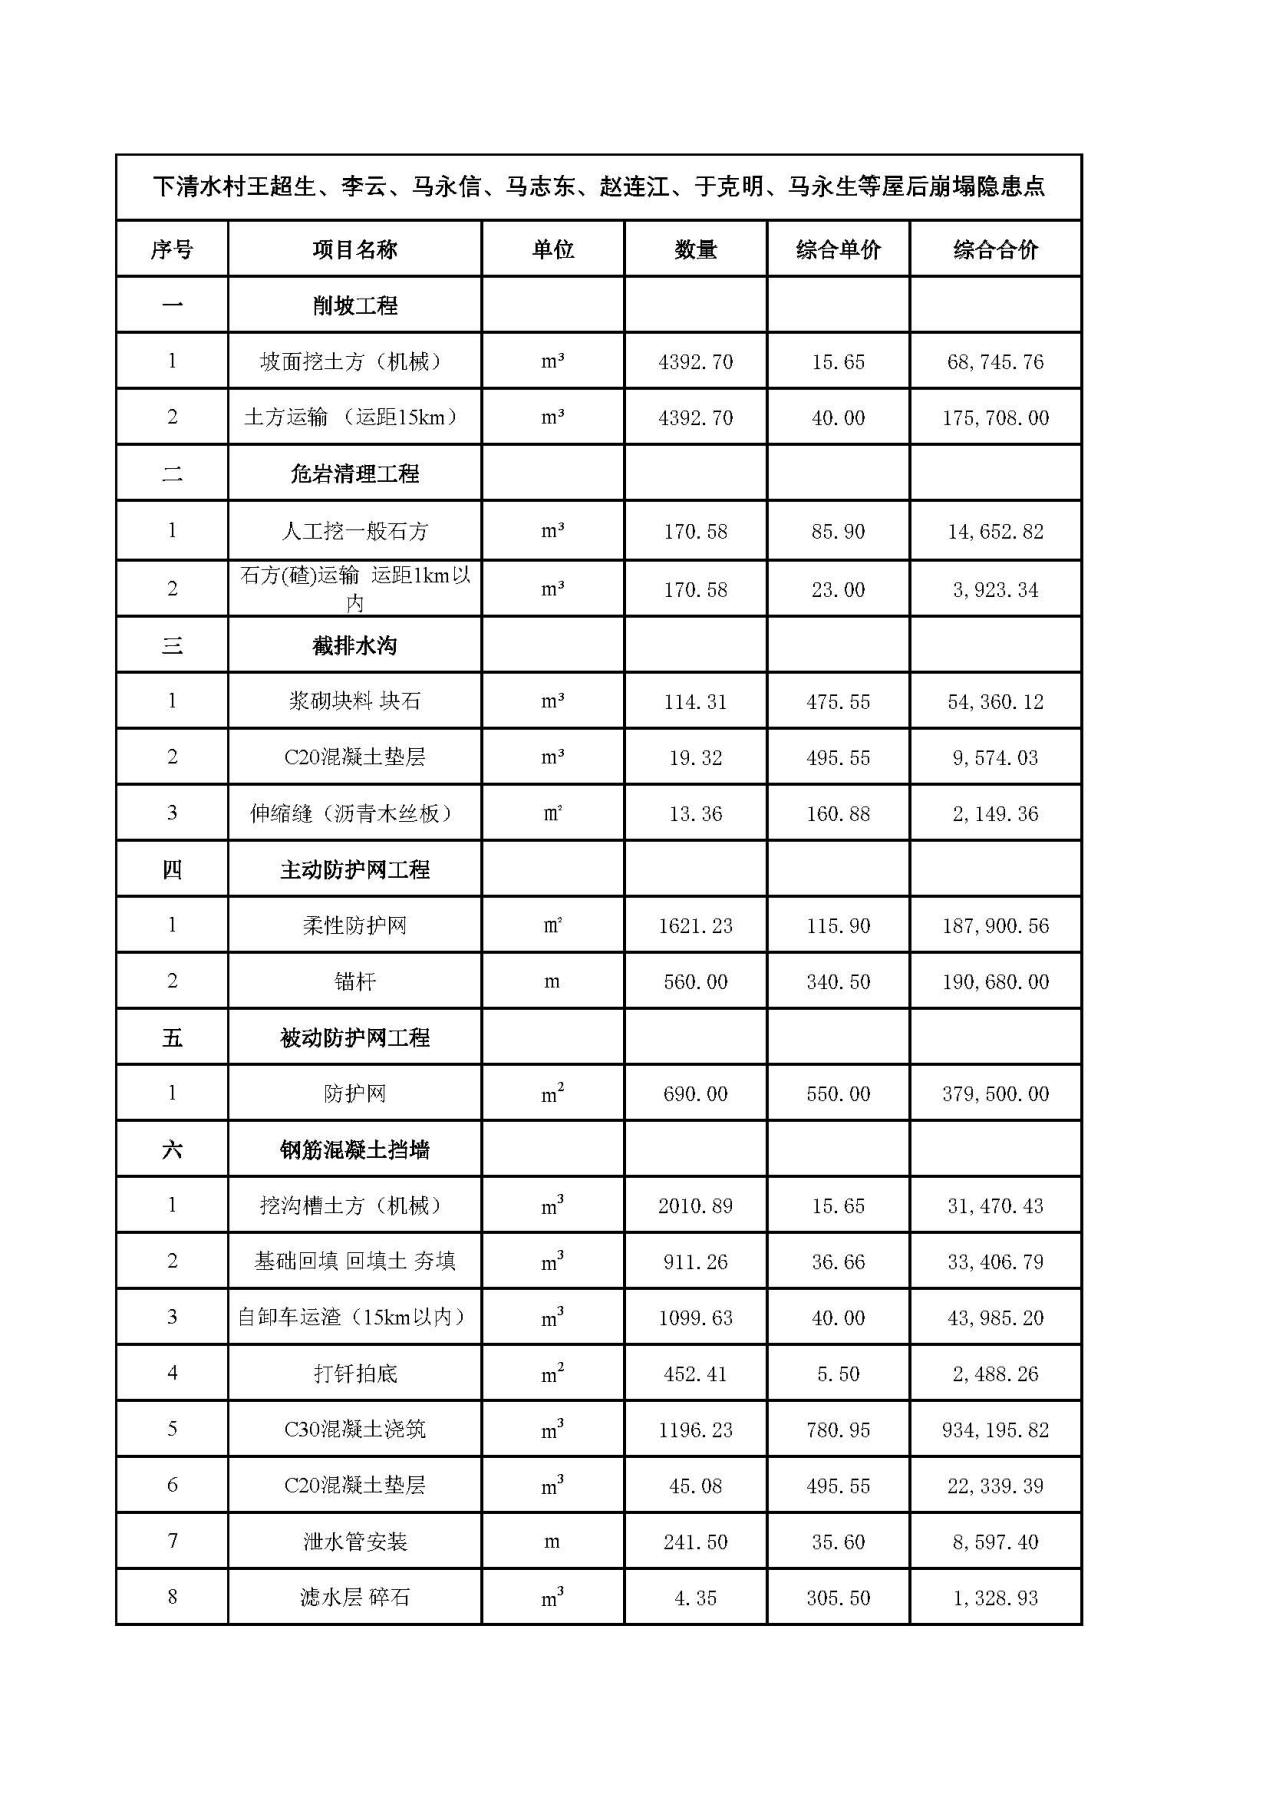 下清水村王超生、李云、马永信、马志东、赵连江、于克明、马永生等屋后崩塌隐患点
序号 项目名称 单位 数量 综合单价 综合合价
一 削坡工程
1 坡面挖土方（机械） m³ 4392.70 15.65 68,745.76
2 土方运输 （运距15km） m³ 4392.70 40.00 175,708.00
二 危岩清理工程
1 人工挖一般石方 m³ 170.58 85.90 14,652.82
2 石方(碴)运输 运距1km以内 m³ 170.58 23.00 3,923.34
三 截排水沟
1 浆砌块料 块石 m³ 114.31 475.55 54,360.12
2 C20混凝土垫层 m³ 19.32 495.55 9,574.03
3 伸缩缝（沥青木丝板） m² 13.36 160.88 2,149.36
四 主动防护网工程
1 柔性防护网 m² 1621.23 115.90 187,900.56
2 锚杆 m 560.00 340.50 190,680.00
五 被动防护网工程
1 防护网 m² 690.00 550.00 379,500.00
六 钢筋混凝土挡墙
1 挖沟槽土方（机械） m³ 2010.89 15.65 31,470.43
2 基础回填 回填土 夯填 m³ 911.26 36.66 33,406.79
3 自卸车运渣（15km以内） m³ 1099.63 40.00 43,985.20
4 打钎拍底 m² 452.41 5.50 2,488.26
5 C30混凝土浇筑 m³ 1196.23 780.95 934,195.82
6 C20混凝土垫层 m³ 45.08 495.55 22,339.39
7 泄水管安装 m 241.50 35.60 8,597.40
8 滤水层 碎石 m³ 4.35 305.50 1,328.93